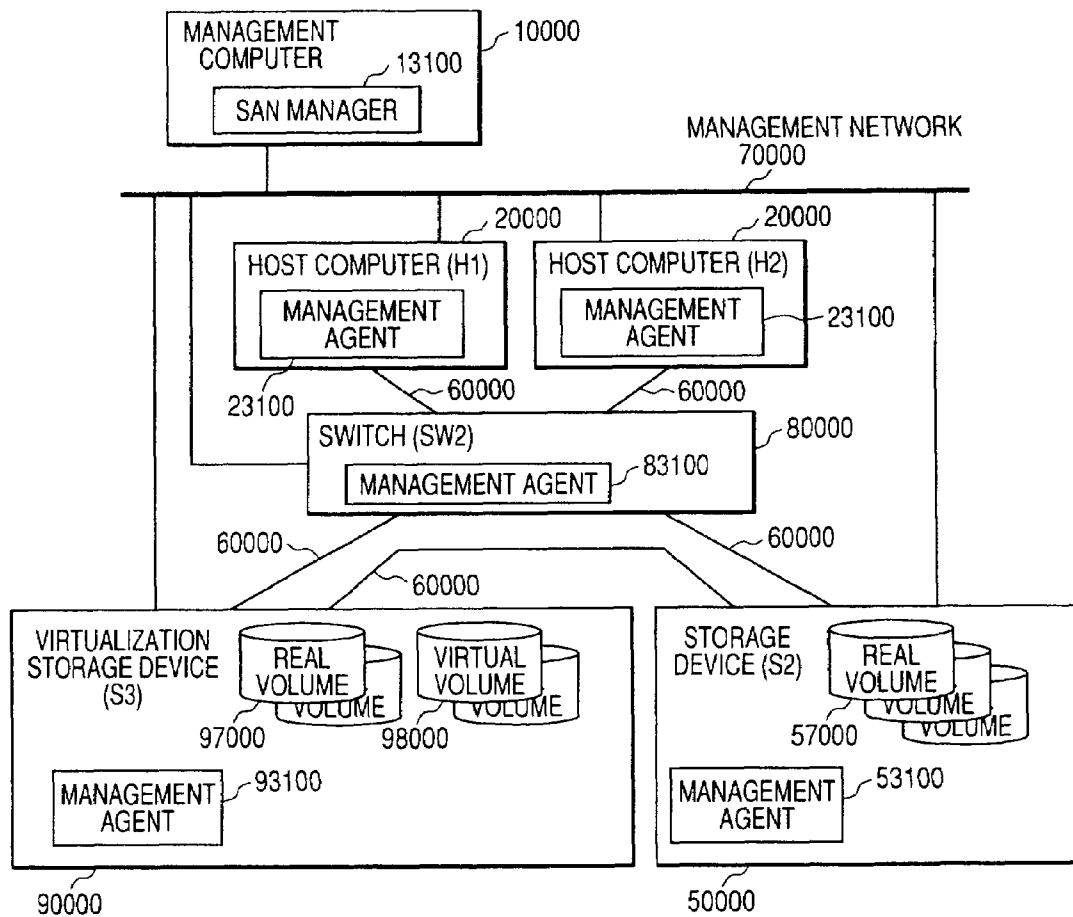 MANAGEMENT
COMPUTER
10000
13100
SAN MANAGER
MANAGEMENT NETWORK
70000
20000
20000
HOST COMPUTER (H1)
HOST COMPUTER (H2)
MANAGEMENT
AGENT
MANAGEMENT
AGENT
23100
23100
60000
60000
SWITCH (SW2)
80000
MANAGEMENT AGENT
83100
60000
60000
60000
VIRTUALIZATION
STORAGE DEVICE
(S3)
REAL
VOLUME
VOLUME
VIRTUAL
VOLUME
VOLUME
97000
98000
STORAGE
DEVICE (S2)
REAL
VOLUME
VOLUME
VOLUME
57000
MANAGEMENT
AGENT
93100
MANAGEMENT
AGENT
53100
90000
50000